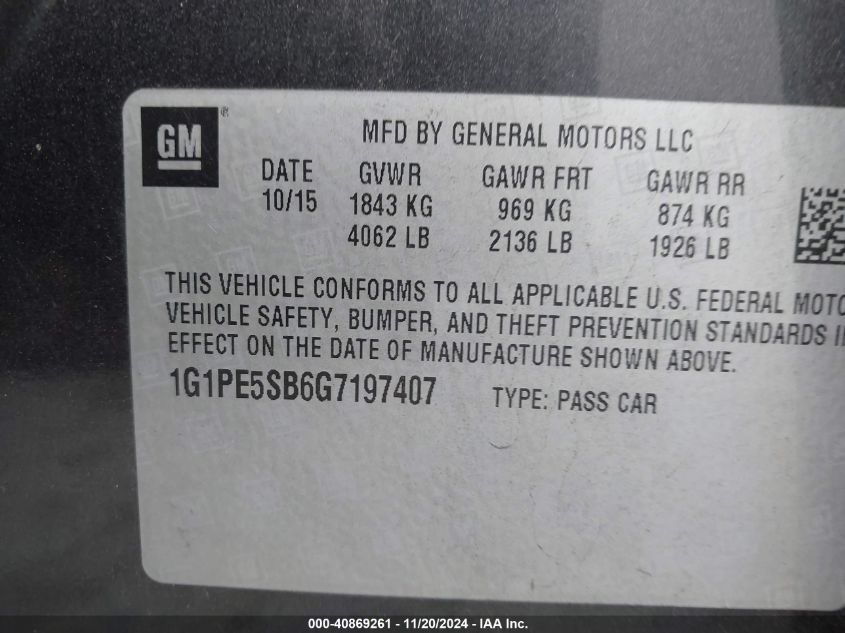 GM ®
MFD BY GENERAL MOTORS LLC
DATE GVWR GAWR FRT GAWR RR
10/15 1843 KG 969 KG 874 KG
4062 LB 2136 LB 1926 LB
THIS VEHICLE CONFORMS TO ALL APPLICABLE U.S. FEDERAL MOTO
VEHICLE SAFETY, BUMPER, AND THEFT PREVENTION STANDARDS I
EFFECT ON THE DATE OF MANUFACTURE SHOWN ABOVE.
1G1PE5SB6G7197407 TYPE: PASS CAR
000-40869261 - 11/20/2024 - IAA Inc.